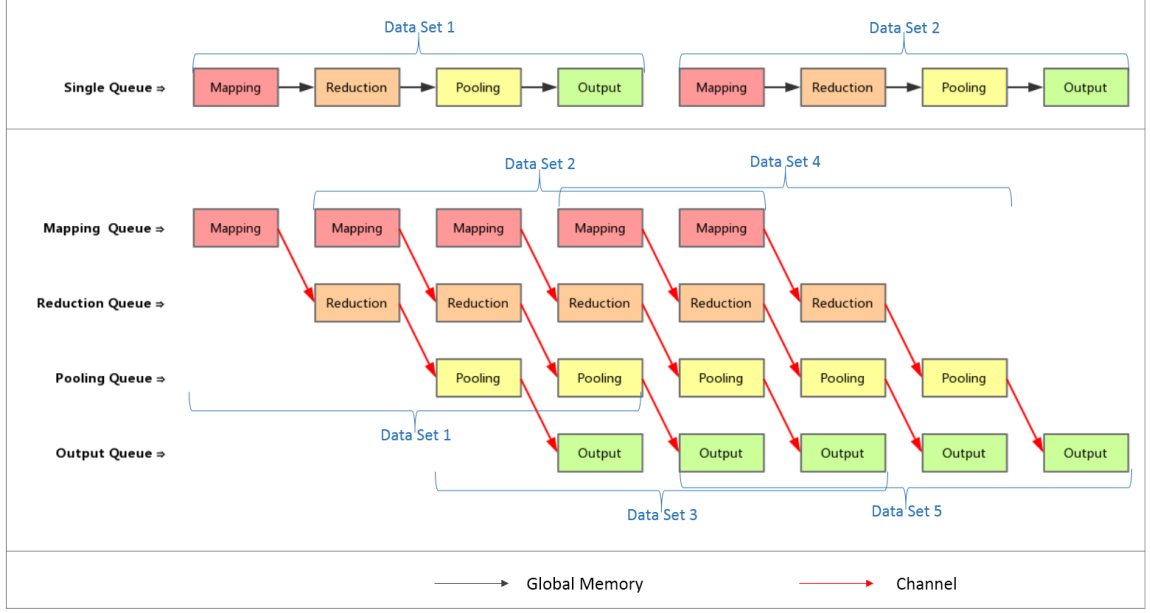 Data Set 1 Data Set 2
Single Queue ⇒ Mapping Reduction Pooling Output Mapping Reduction Pooling Output
Data Set 2 Data Set 4
Mapping Queue ⇒ Mapping Mapping Mapping Mapping Mapping
Reduction Queue ⇒ Reduction Reduction Reduction Reduction Reduction
Pooling Queue ⇒ Pooling Pooling Pooling Pooling Pooling
Data Set 1
Output Queue ⇒ Output Output Output Output Output
Data Set 3 Data Set 5
Global Memory Channel